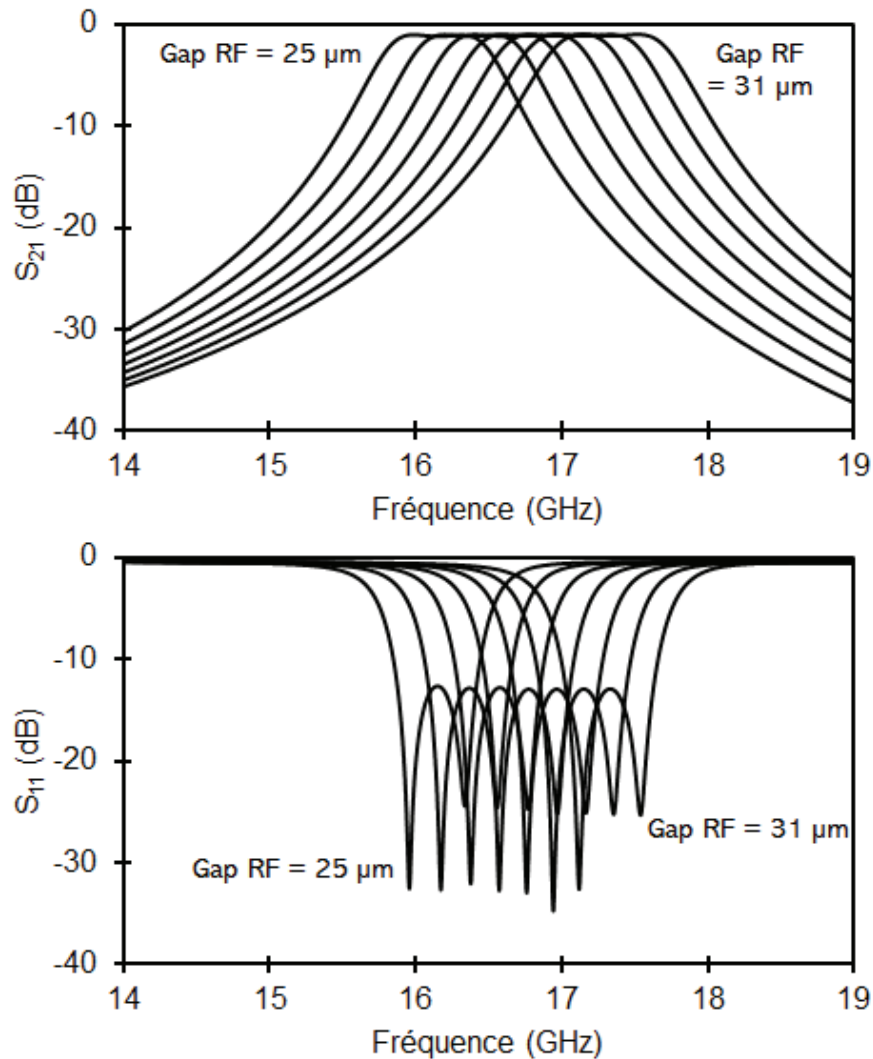 0
-10
-20
-30
-40
S21 (dB)
Gap RF = 25 µm
Gap RF
= 31 µm
14 15 16 17 18 19
Fréquence (GHz)
0
-10
-20
-30
-40
S11 (dB)
Gap RF = 31 µm
Gap RF = 25 µm
14 15 16 17 18 19
Fréquence (GHz)